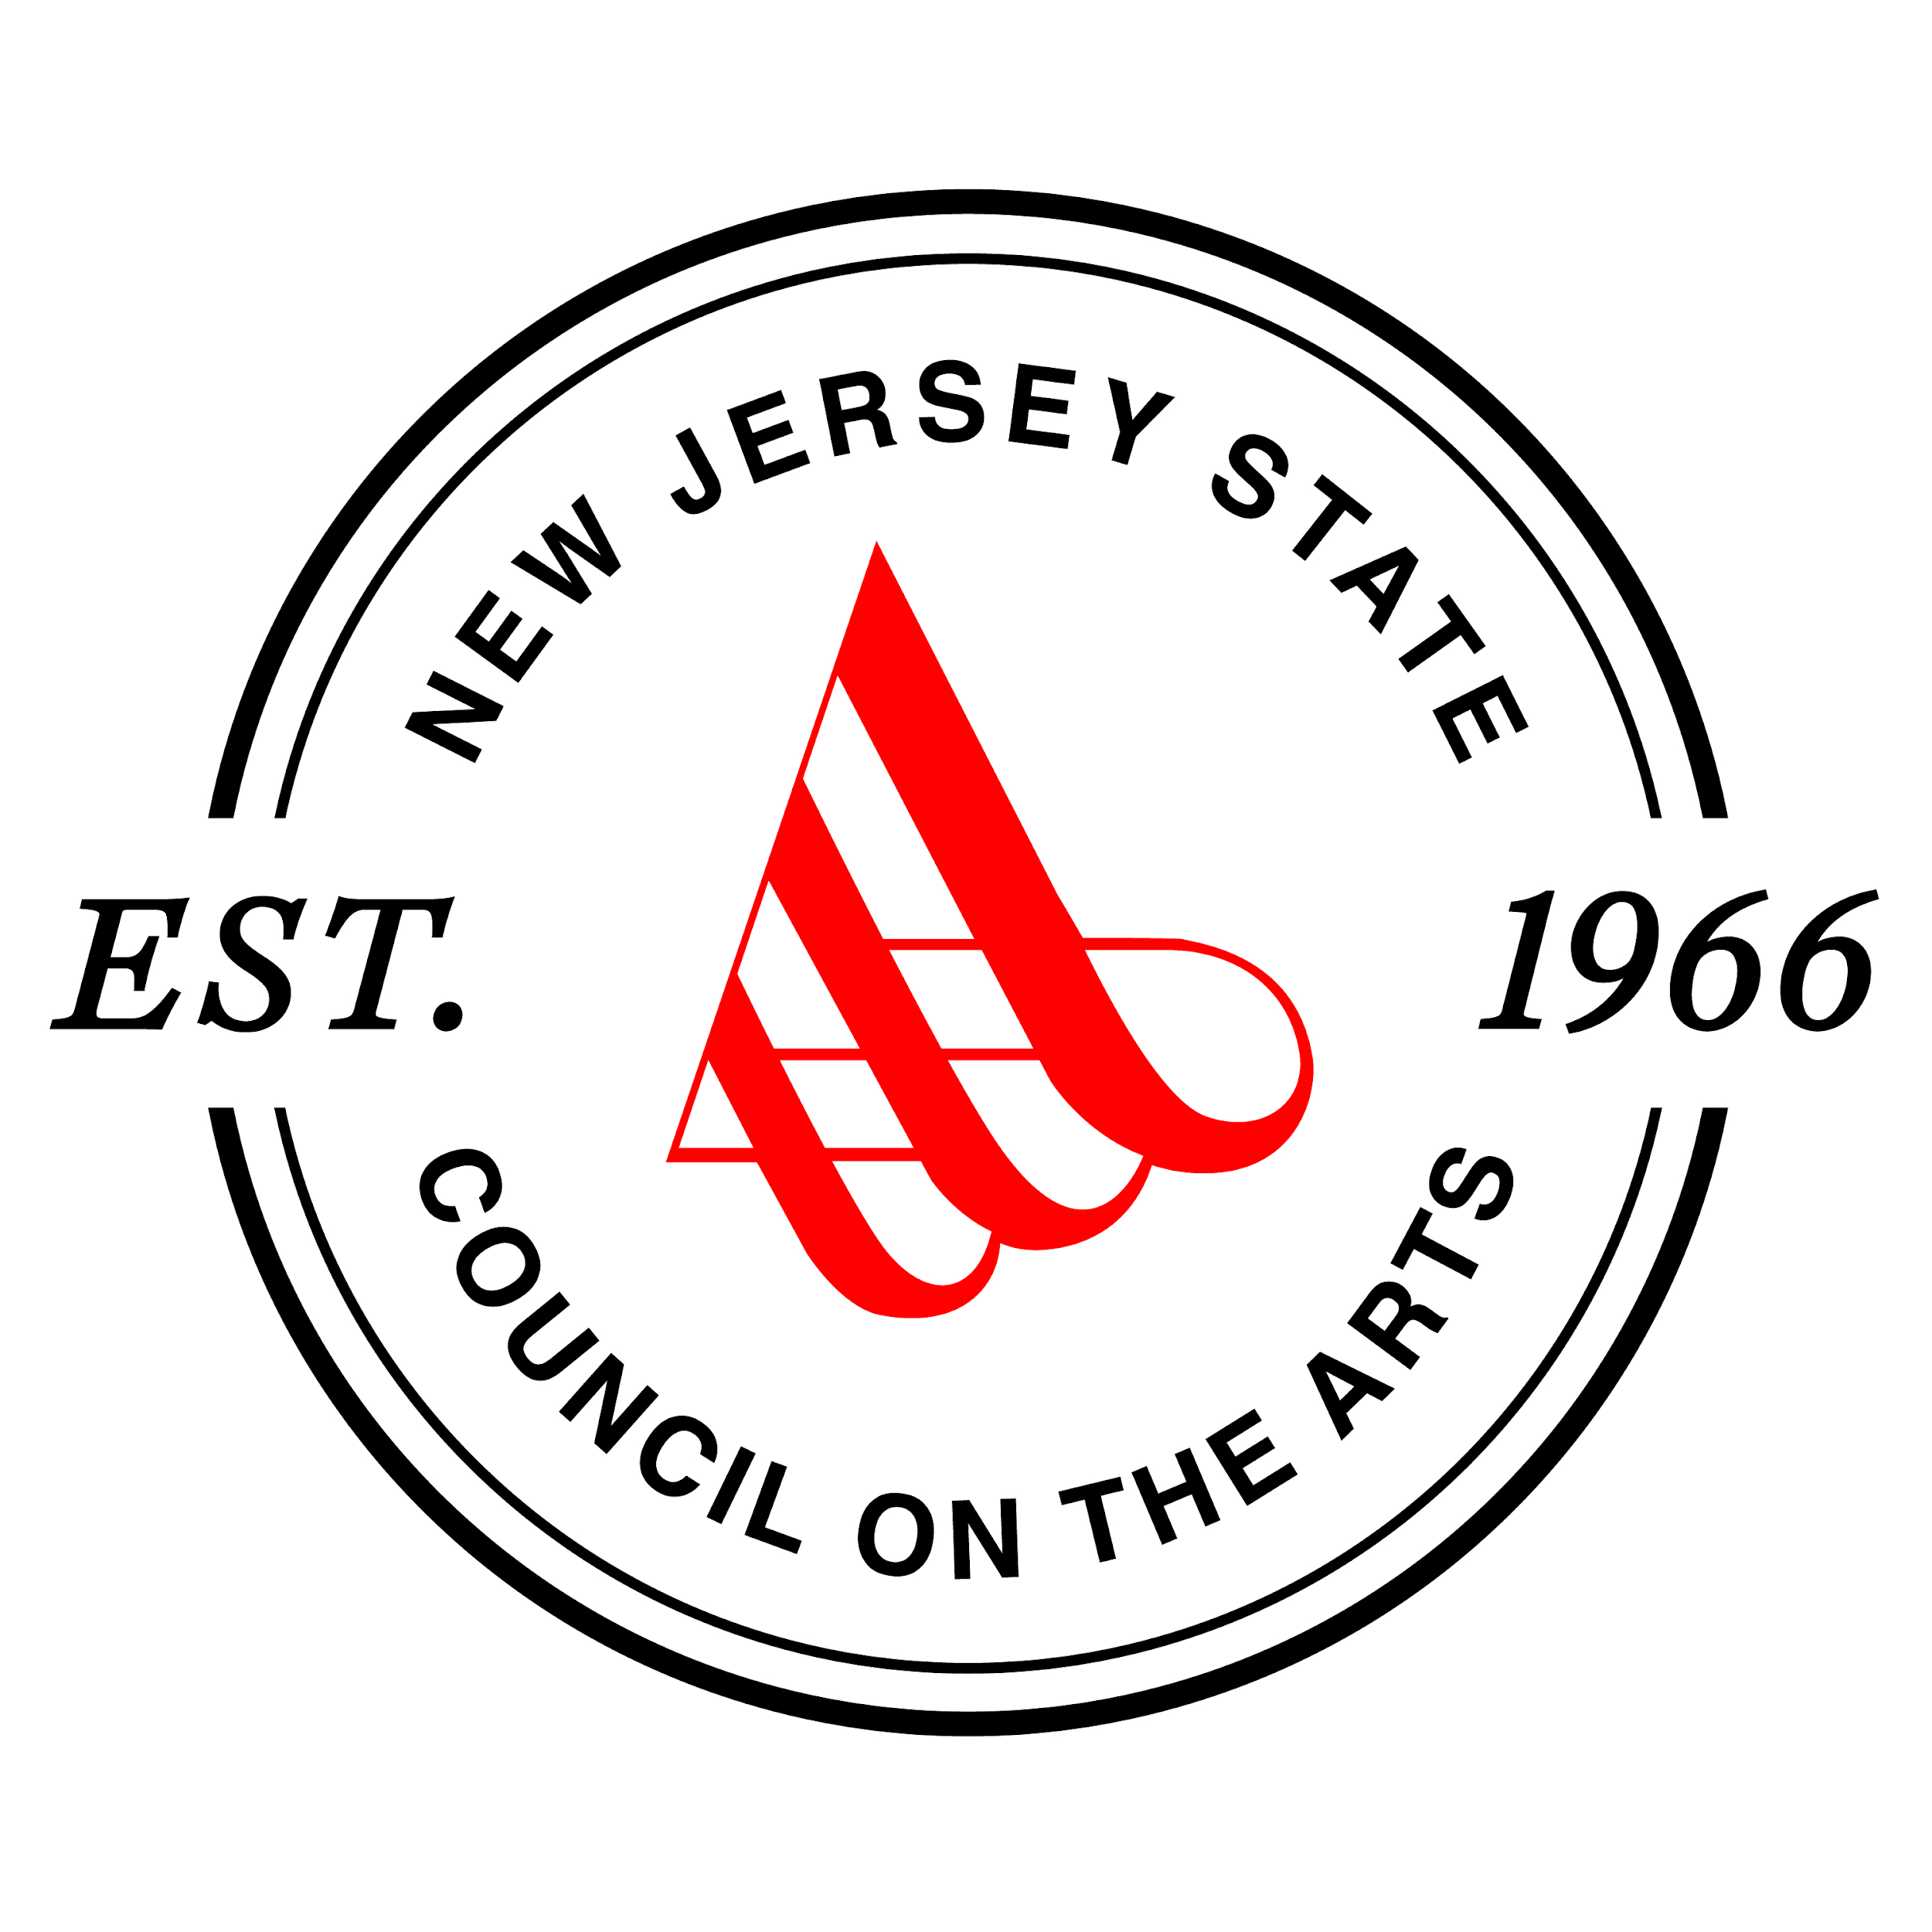 NEW JERSEY STATE
EST. 1966
COUNCIL ON THE ARTS